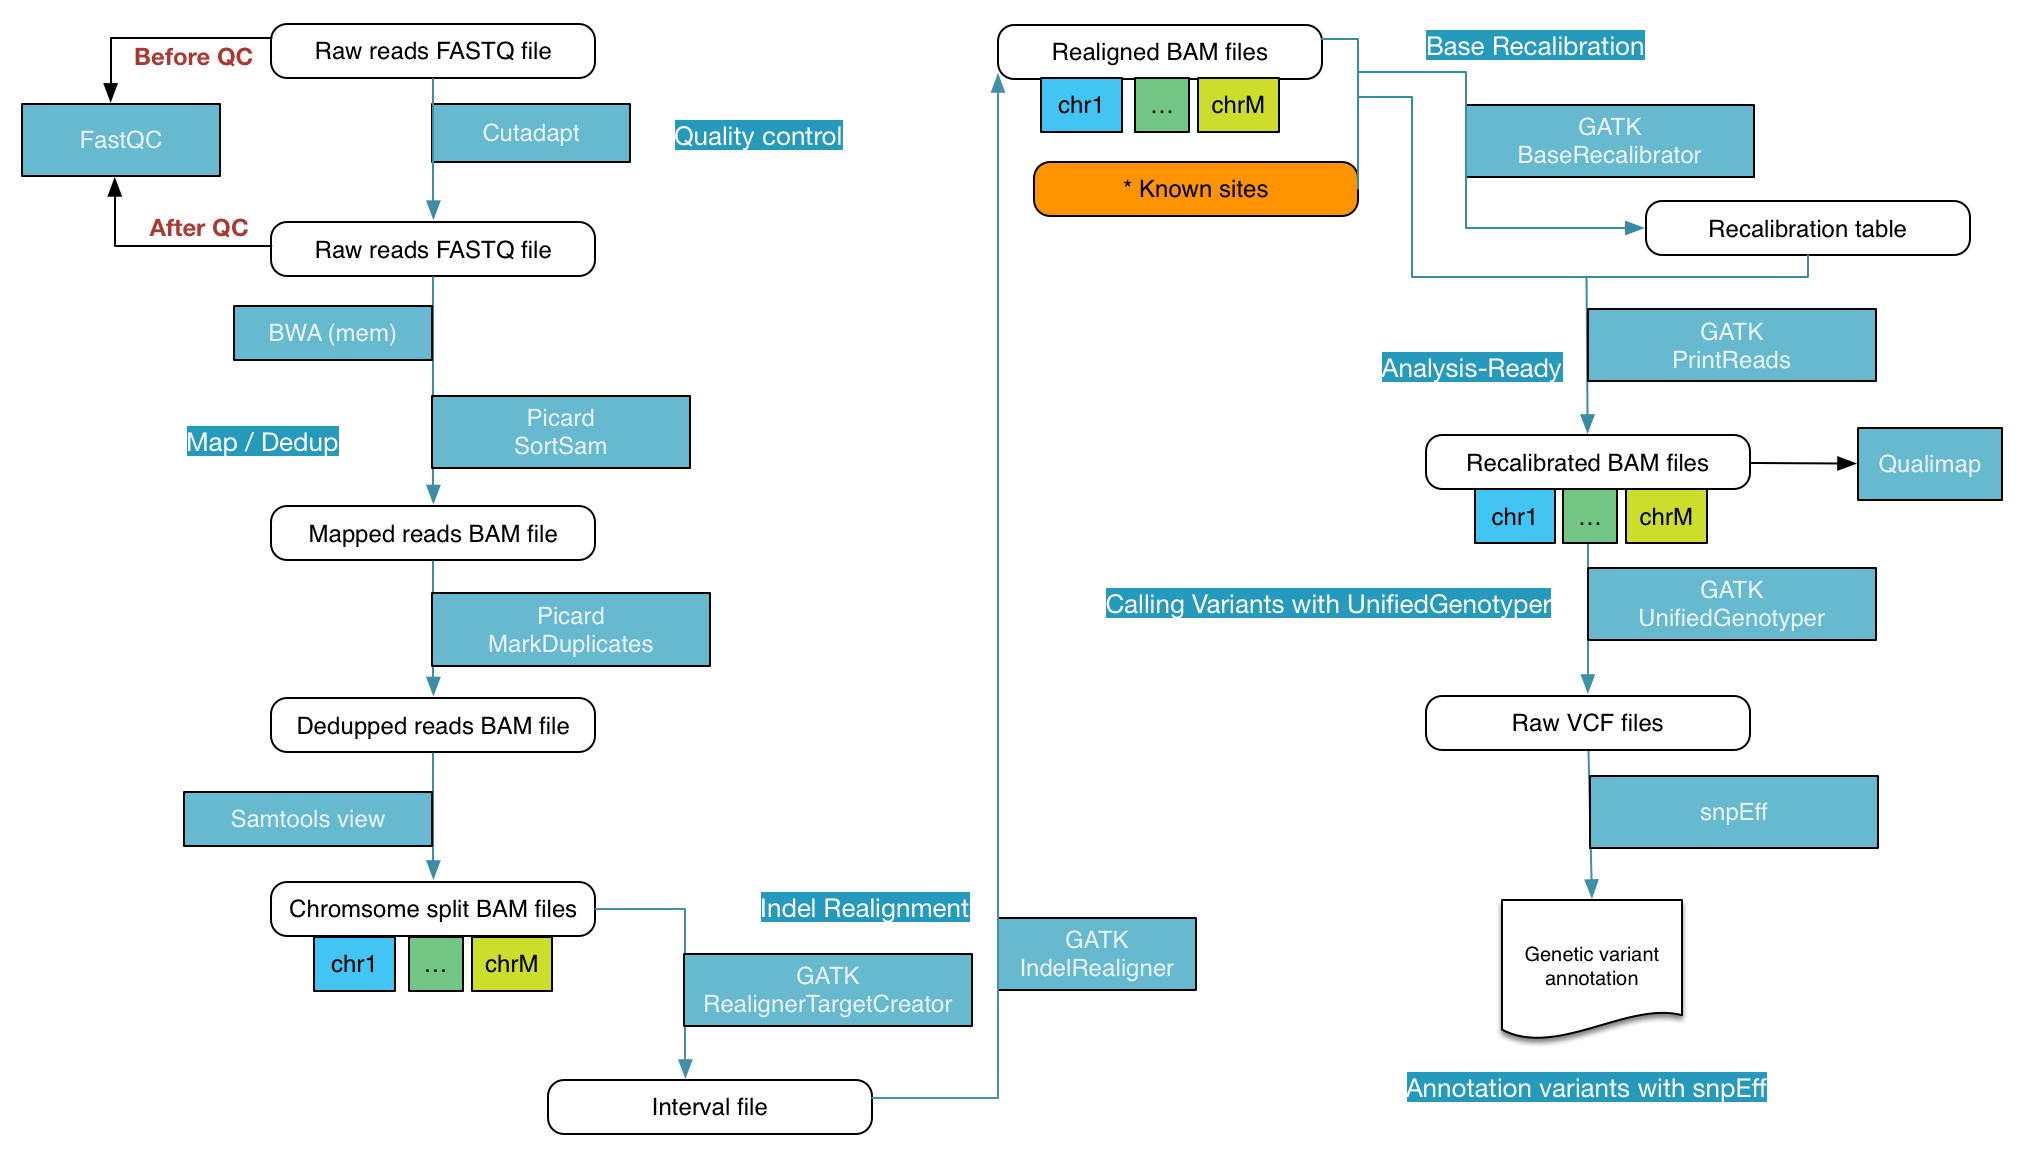 Raw reads FASTQ file
Before QC
FastQC
Cutadapt
Quality control
After QC
Raw reads FASTQ file
BWA (mem)
Picard
SortSam
Map / Dedup
Mapped reads BAM file
Picard
MarkDuplicates
Dedupped reads BAM file
Samtools view
Chromsome split BAM files
chr1
...
chrM
Indel Realignment
GATK
RealignerTargetCreator
Interval file
GATK
IndelRealigner
Realigned BAM files
chr1
...
chrM
* Known sites
Base Recalibration
GATK
BaseRecalibrator
Recalibration table
GATK
PrintReads
Analysis-Ready
Recalibrated BAM files
Qualimap
chr1
...
chrM
Calling Variants with UnifiedGenotyper
GATK
UnifiedGenotyper
Raw VCF files
snpEff
Genetic variant
annotation
Annotation variants with snpEff